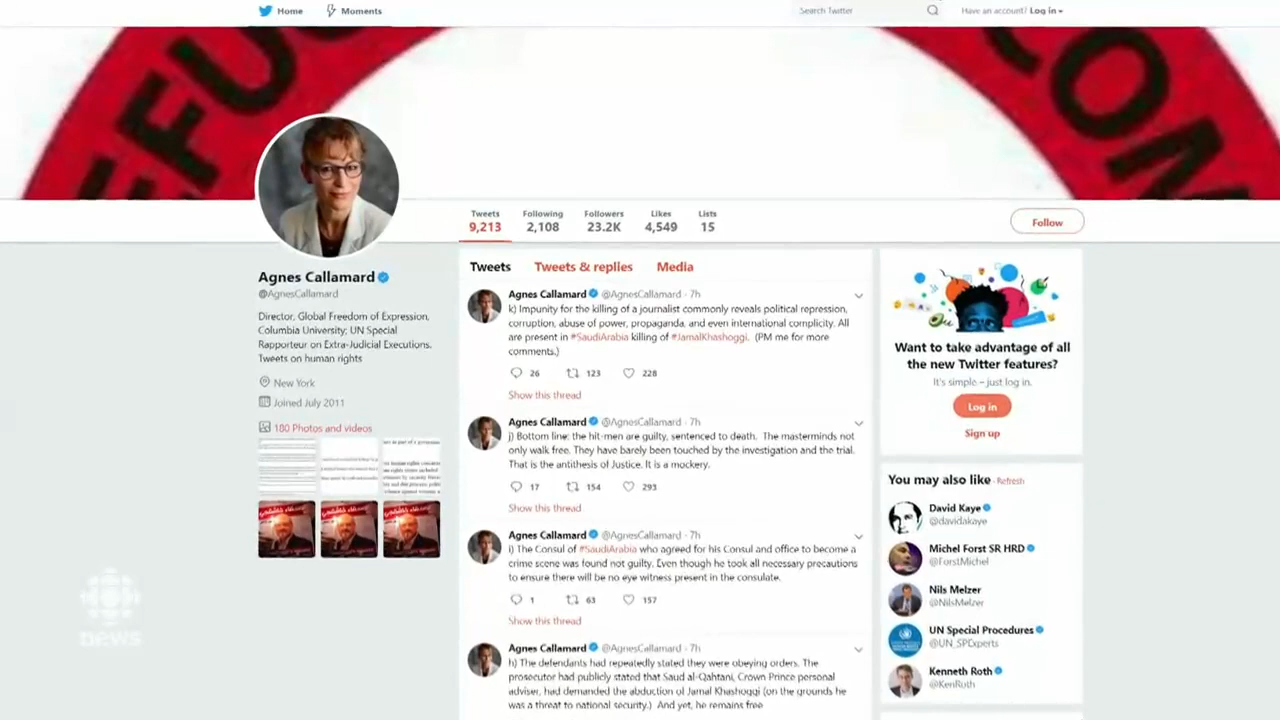 Home
Moments
Search Twitter
Have an account? Log in
EFU
COM
Tweets
Following
Followers
Likes
Lists
9,213
2,108
23.2K
4,549
15
Follow
Agnes Callamard
@AgnesCallamard
Director, Global Freedom of Expression,
Columbia University; UN Special
Rapporteur on Extra-Judicial Executions.
Tweets on human rights
New York
Joined July 2011
180 Photos and videos
Tweets
Tweets & replies
Media
Agnes Callamard @AgnesCallamard · 7h
k) Impunity for the killing of a journalist commonly reveals political repression,
corruption, abuse of power, propaganda, and even international complicity. All
are present in #SaudiArabia killing of #JamalKhashoggi. (PM me for more
comments.)
26 123 228
Show this thread
Agnes Callamard @AgnesCallamard · 7h
j) Bottom line: the hit-men are guilty, sentenced to death. The masterminds not
only walk free. They have barely been touched by the investigation and the trial.
That is the antithesis of Justice. It is a mockery.
17 154 293
Show this thread
Agnes Callamard @AgnesCallamard · 7h
i) The Consul of #SaudiArabia who agreed for his Consul and office to become a
crime scene was found not guilty. Even though he took all necessary precautions
to ensure there will be no eye witness present in the consulate.
1 63 157
Show this thread
Agnes Callamard @AgnesCallamard · 7h
h) The defendants had repeatedly stated they were obeying orders. The
prosecutor had publicly stated that Saud al-Qahtani, Crown Prince personal
adviser, had demanded the abduction of Jamal Khashoggi (on the grounds he
was a threat to national security.) And yet, he remains free
Want to take advantage of all
the new Twitter features?
It's simple – just log in.
Log in
Sign up
You may also like · Refresh
David Kaye
@davidakaye
Michel Forst SR HRD
@ForstMichel
Nils Melzer
@NilsMelzer
UN Special Procedures
@UN_SPExperts
Kenneth Roth
@KenRoth
news